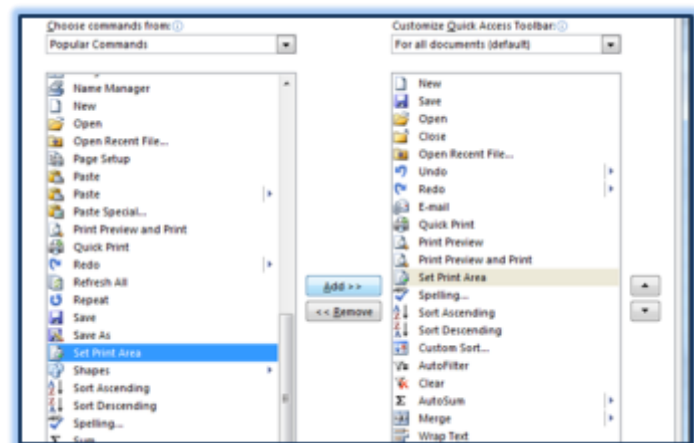 Choose commands from:
Popular Commands
Name Manager
New
Open
Open Recent File...
Page Setup
Paste
Paste
Paste Special...
Print Preview and Print
Quick Print
Redo
Refresh All
Repeat
Save
Save As
Set Print Area
Shapes
Sort Ascending
Sort Descending
Spelling...
Sum
Add >>
<< Remove
Customize Quick Access Toolbar:
For all documents (default)
New
Save
Open
Close
Open Recent File...
Undo
Redo
E-mail
Quick Print
Print Preview
Print Preview and Print
Set Print Area
Spelling...
Sort Ascending
Sort Descending
Custom Sort...
AutoFilter
Clear
AutoSum
Merge
Wrap Text